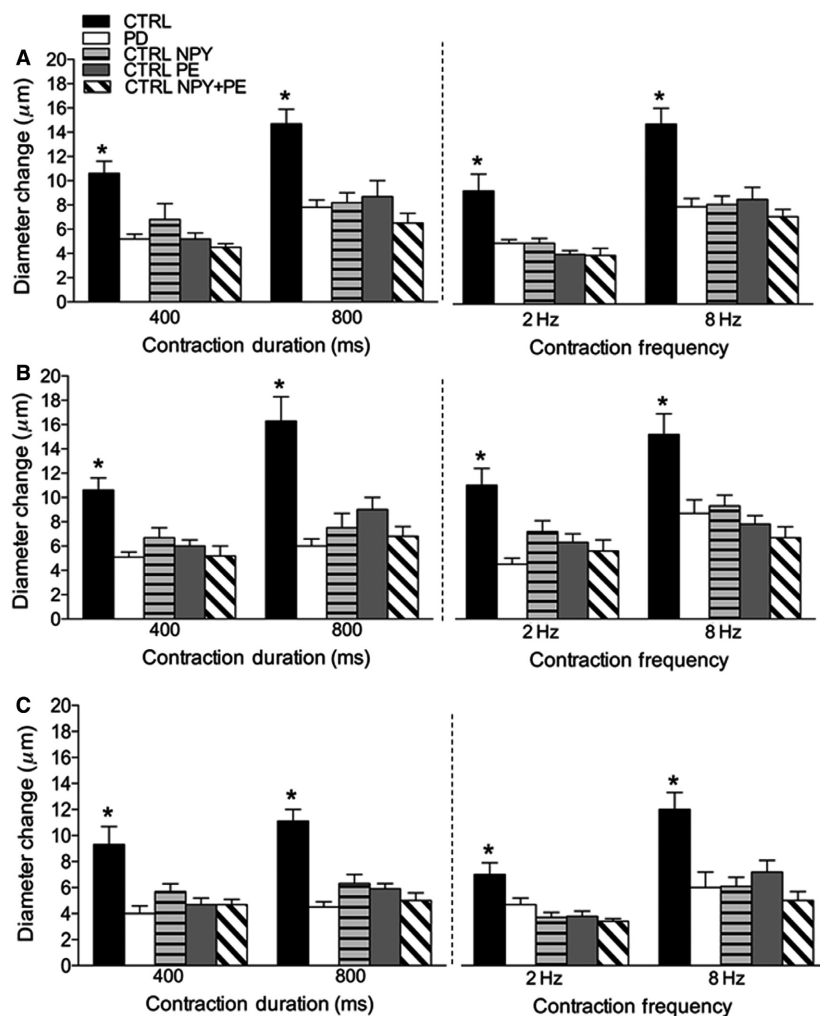 CTRL
PD
CTRL NPY
CTRL PE
CTRL NPY+PE
A
Diameter change (μm)
20
18
16
14
12
10
8
6
4
2
0
* * * *
400 800 2 Hz 8 Hz
Contraction duration (ms) Contraction frequency
B
Diameter change (μm)
20
18
16
14
12
10
8
6
4
2
0
* * * *
400 800 2 Hz 8 Hz
Contraction duration (ms) Contraction frequency
C
Diameter change (μm)
20
18
16
14
12
10
8
6
4
2
0
* * * *
400 800 2 Hz 8 Hz
Contraction duration (ms) Contraction frequency